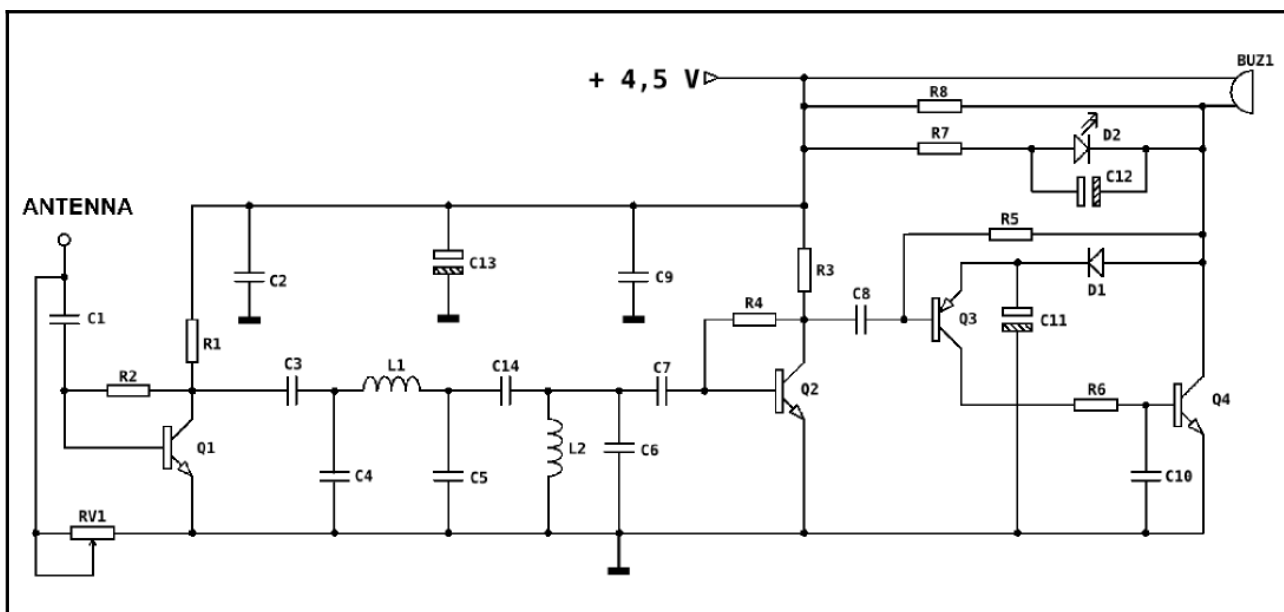 BUZ1
+ 4,5 V
R8
R7
D2
C12
ANTENNA
R5
C2
C13
C9
R3
D1
C1
R4
C8
Q3
C11
R1
C3
L1
C14
C7
R2
Q2
R6
Q4
Q1
C4
C5
L2
C6
C10
RV1